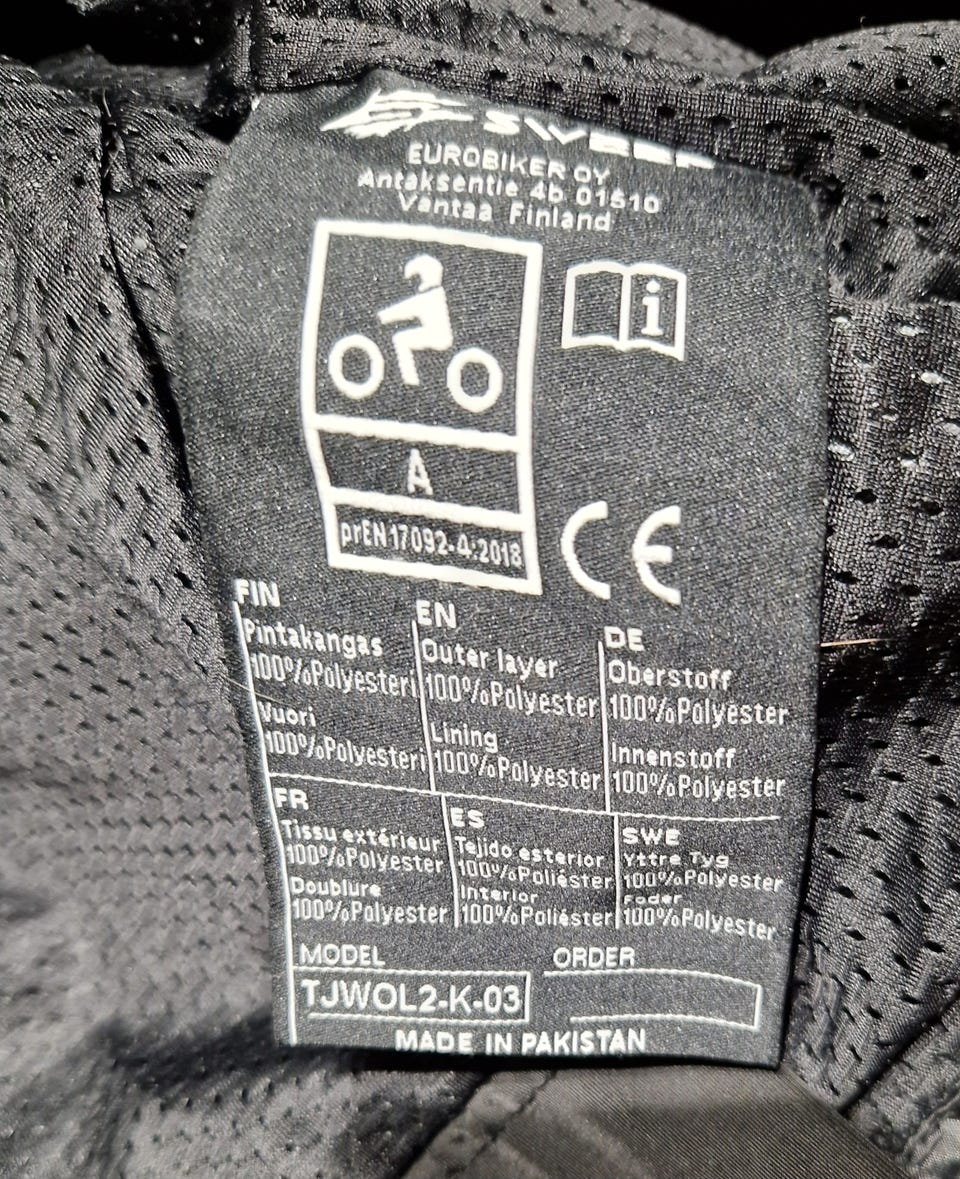 SWEEP
EUROBIKER OY
Antaksentie 4b 01510
Vantaa Finland
i
A
prEN17092-4:2018
CE
FIN
Pintakangas
100%Polyesteri
Vuori
100%Polyesteri
EN
Outer layer
100%Polyester
Lining
100%Polyester
DE
Oberstoff
100%Polyester
Innenstoff
100%Polyester
FR
Tissu extérieur
100%Polyester
Doublure
100%Polyester
ES
Tejido esterior
100%Poliéster
Interior
100%Poliéster
SWE
Yttre Tyg
100%Polyester
Foder
100%Polyester
MODEL
TJWOL2-K-03
ORDER
MADE IN PAKISTAN